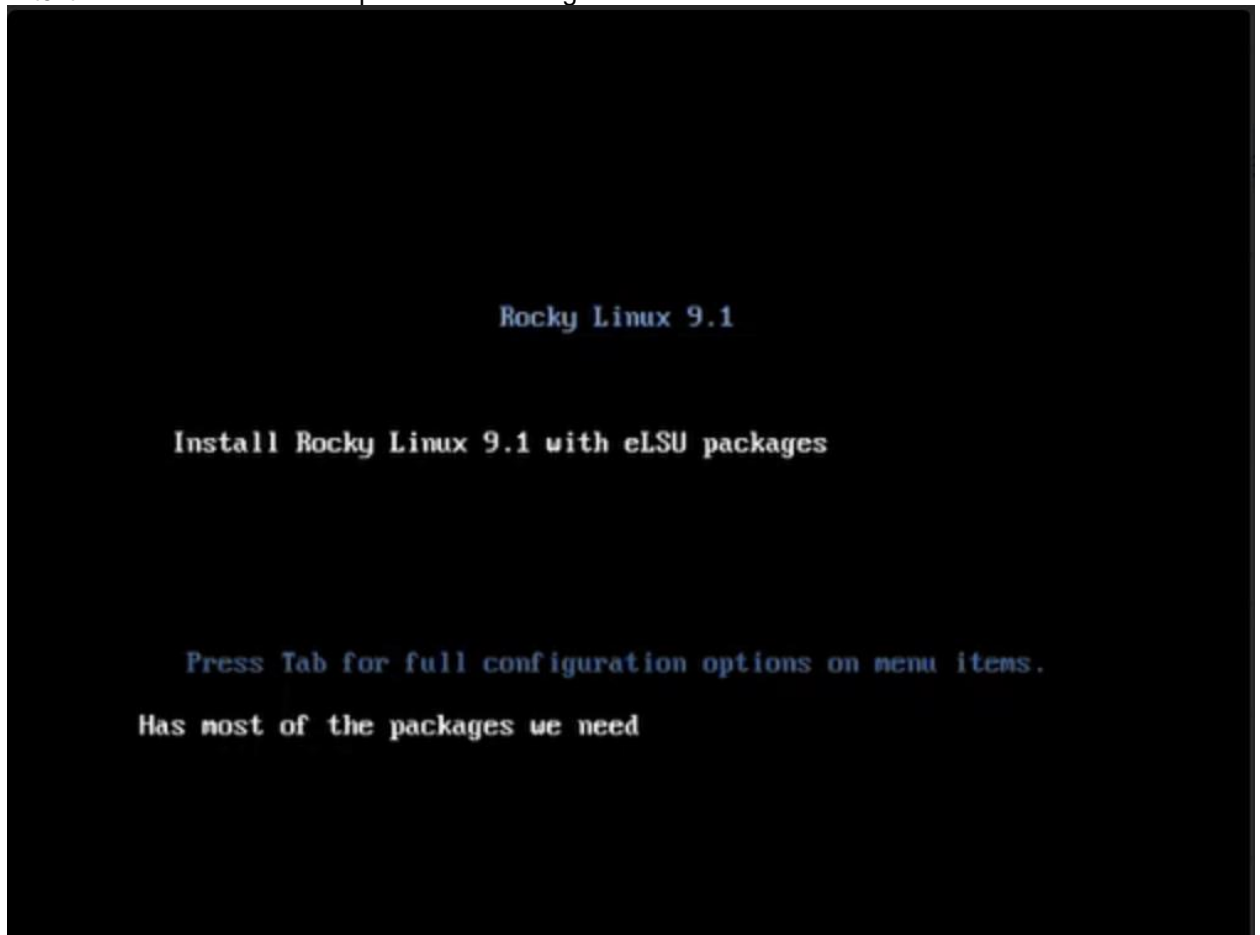 Rocky Linux 9.1
Install Rocky Linux 9.1 with eLSU packages
Press Tab for full configuration options on menu items.
Has most of the packages we need